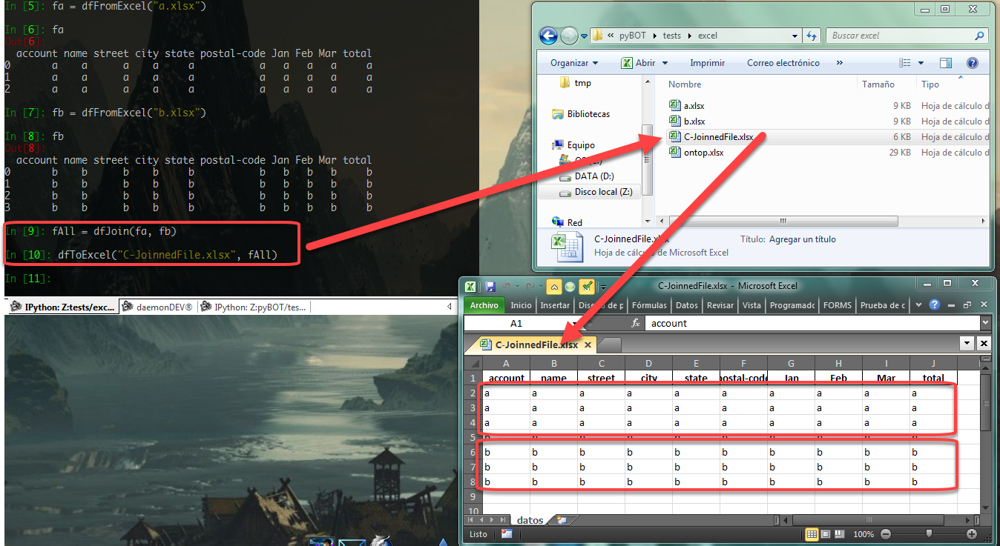 In [5]: fa = dfFromExcel("a.xlsx")
In [6]: fa
Out[6]:
account name street city state postal-code Jan Feb Mar total
0 a a a a a a a a a a
1 a a a a a a a a a a
2 a a a a a a a a a a
In [7]: fb = dfFromExcel("b.xlsx")
In [8]: fb
Out[8]:
account name street city state postal-code Jan Feb Mar total
0 b b b b b b b b b b
1 b b b b b b b b b b
2 b b b b b b b b b b
3 b b b b b b b b b b
In [9]: fAll = dfJoin(fa, fb)
In [10]: dfToExcel("C-JoinnedFile.xlsx", fAll)
In [11]:
IPython: Z:tests/exc... daemonDEV® IPython: Z:pyBOT/tes...
« pyBOT tests excel
Buscar excel
Organizar Abrir Imprimir Correo electrónico »
tmp
Bibliotecas
Equipo
DATA (D:)
Disco local (Z:)
Red
Nombre Tamaño Tipo
a.xlsx 9 KB Hoja de cálculo d
b.xlsx 9 KB Hoja de cálculo d
C-JoinnedFile.xlsx 6 KB Hoja de cálculo d
ontop.xlsx 29 KB Hoja de cálculo d
C-JoinnedFile.xlsx Título: Agregar un título
Hoja de cálculo de Microsoft Excel
C-JoinnedFile.xlsx - Microsoft Excel
Archivo Inicio Insertar Diseño de p Fórmulas Datos Revisar Vista Programado FORMS Prueba de c
A1 fx account
C-JoinnedFile.xlsx
A B C D E F G H I J
1 account name street city state postal-code Jan Feb Mar total
2 a a a a a a a a a a
3 a a a a a a a a a a
4 a a a a a a a a a a
5 b b b b b b b b b b
6 b b b b b b b b b b
7 b b b b b b b b b b
8 b b b b b b b b b b
9
10
datos
Listo 100%